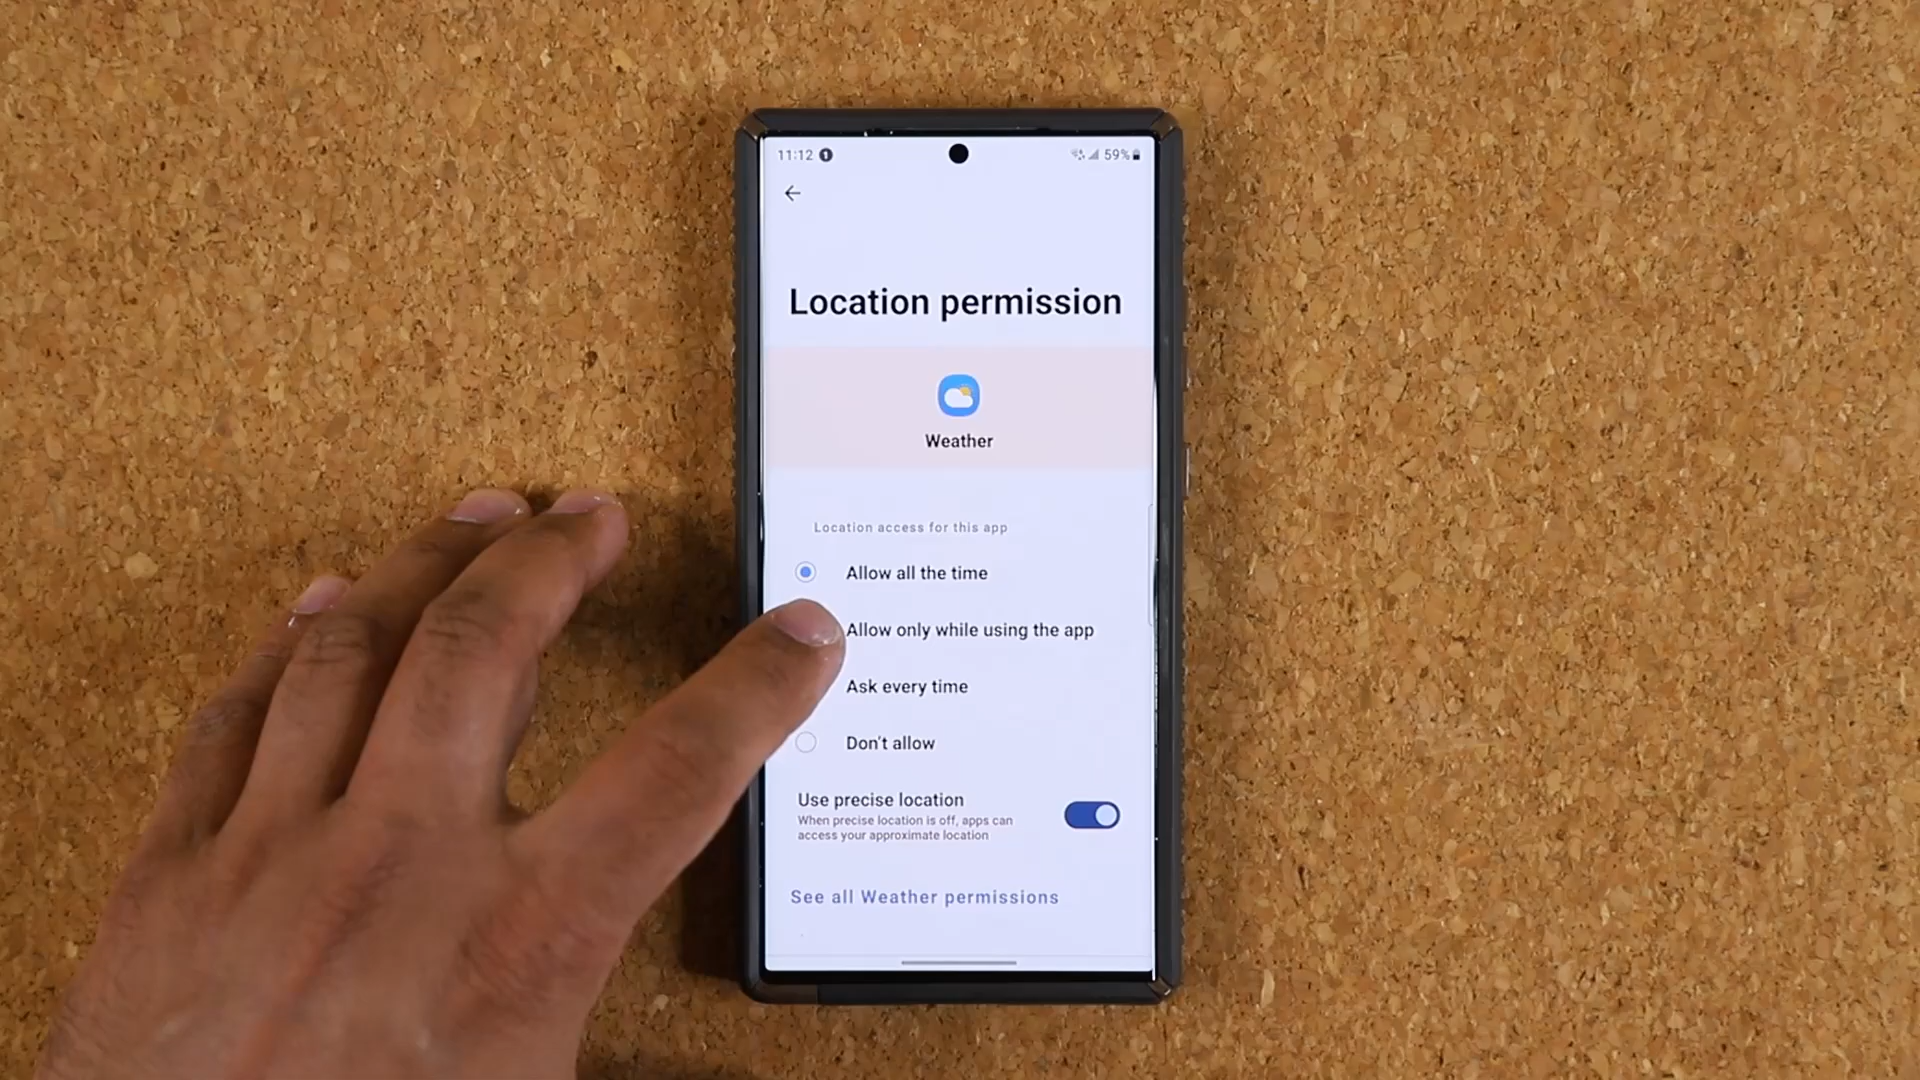 11:12 1 59%
Location permission
Weather
Location access for this app
Allow all the time
Allow only while using the app
Ask every time
Don't allow
Use precise location
When precise location is off, apps can
access your approximate location
See all Weather permissions